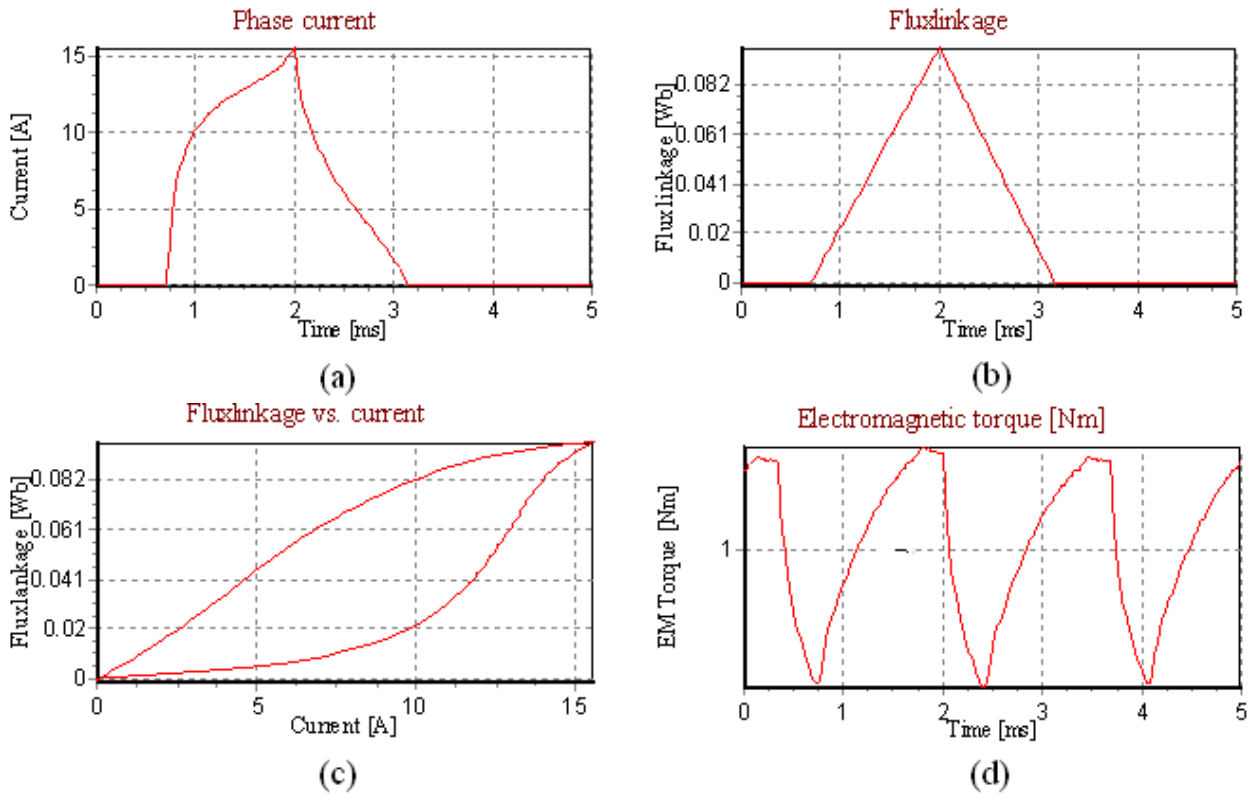 Phase current
15
10
5
0
Current [A]
0 1 2 3 4 5
Time [ms]
(a)
Fluxlinkage
0.082
0.061
0.041
0.02
0
Fluxlinkage [Wb]
0 1 2 3 4 5
Time [ms]
(b)
Fluxlinkage vs. current
0.082
0.061
0.041
0.02
0
Fluxlankage [Wb]
0 5 10 15
Current [A]
(c)
Electromagnetic torque [Nm]
1
EM Torque [Nm]
0 1 2 3 4 5
Time [ms]
(d)